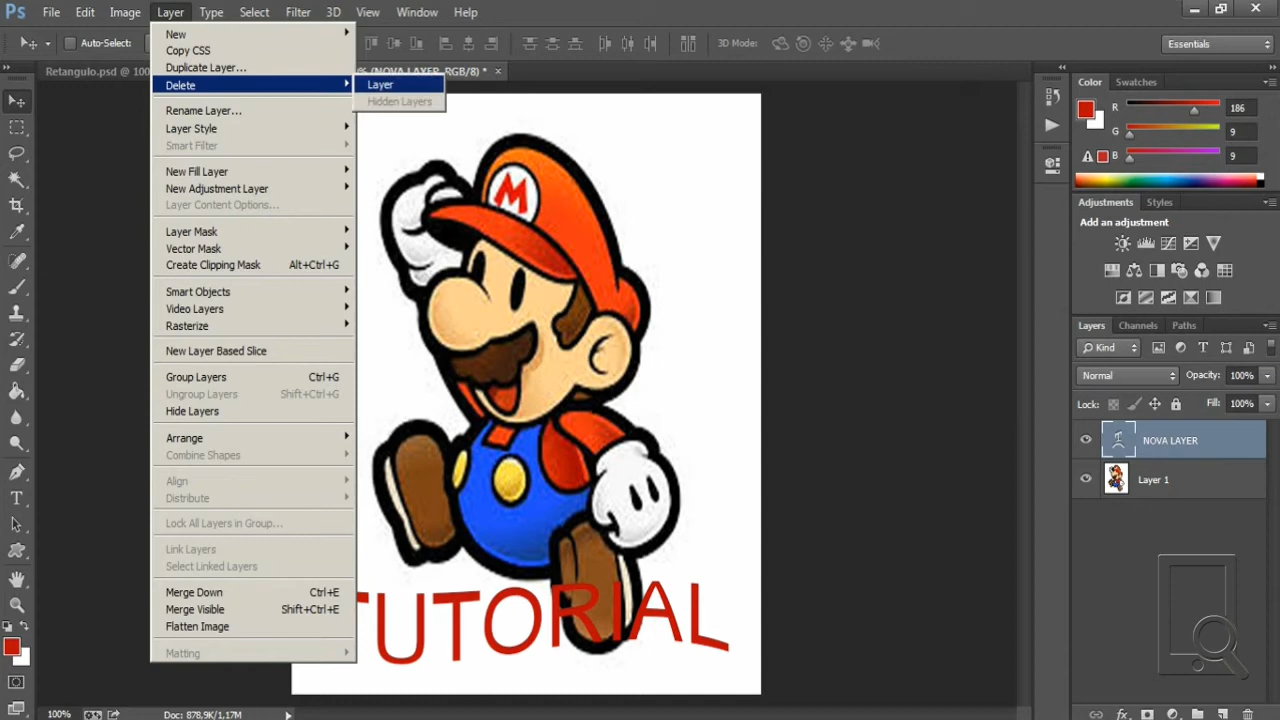 Ps File Edit Image Layer Type Select Filter 3D View Window Help
Auto-Select:
3D Mode:
Essentials
Retangulo.psd @ 100
(NOVA LAYER, RGB/8) *
New
Copy CSS
Duplicate Layer...
Delete
Layer
Hidden Layers
Rename Layer...
Layer Style
Smart Filter
New Fill Layer
New Adjustment Layer
Layer Content Options...
Layer Mask
Vector Mask
Create Clipping Mask Alt+Ctrl+G
Smart Objects
Video Layers
Rasterize
New Layer Based Slice
Group Layers Ctrl+G
Ungroup Layers Shift+Ctrl+G
Hide Layers
Arrange
Combine Shapes
Align
Distribute
Lock All Layers in Group...
Link Layers
Select Linked Layers
Merge Down Ctrl+E
Merge Visible Shift+Ctrl+E
Flatten Image
Matting
M
TUTORIAL
Color Swatches
R 186
G 9
B 9
Adjustments Styles
Add an adjustment
Layers Channels Paths
Kind
Normal Opacity: 100%
Lock: Fill: 100%
NOVA LAYER
Layer 1
100% Doc: 878,9K/1,17M